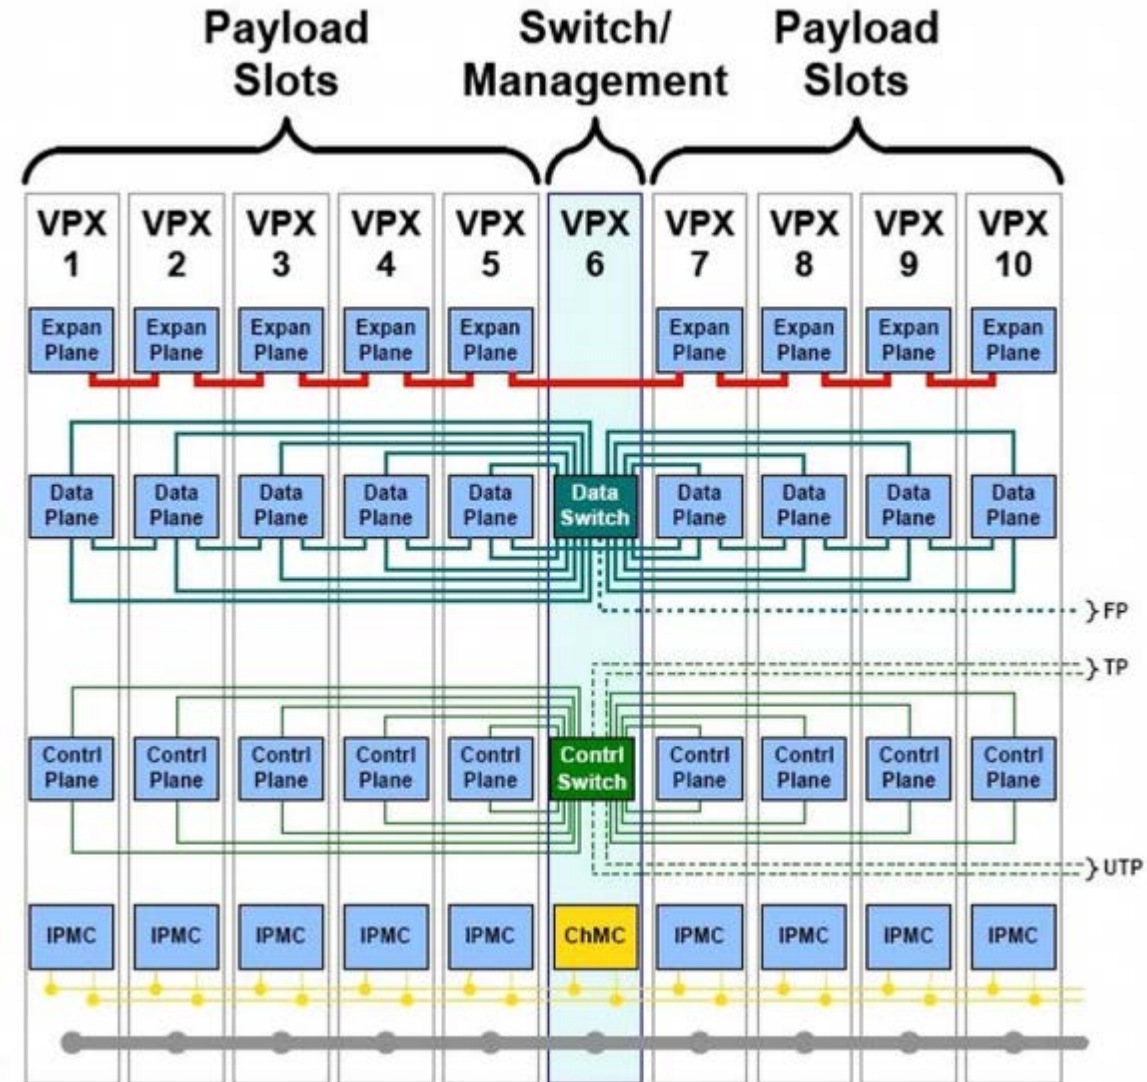 Payload
Slots
Switch/
Management
Payload
Slots
VPX
1
VPX
2
VPX
3
VPX
4
VPX
5
VPX
6
VPX
7
VPX
8
VPX
9
VPX
10
Expan
Plane
Expan
Plane
Expan
Plane
Expan
Plane
Expan
Plane
Expan
Plane
Expan
Plane
Expan
Plane
Expan
Plane
Data
Plane
Data
Plane
Data
Plane
Data
Plane
Data
Plane
Data
Switch
Data
Plane
Data
Plane
Data
Plane
Data
Plane
FP
TP
Contrl
Plane
Contrl
Plane
Contrl
Plane
Contrl
Plane
Contrl
Plane
Contrl
Switch
Contrl
Plane
Contrl
Plane
Contrl
Plane
Contrl
Plane
UTP
IPMC
IPMC
IPMC
IPMC
IPMC
ChMC
IPMC
IPMC
IPMC
IPMC